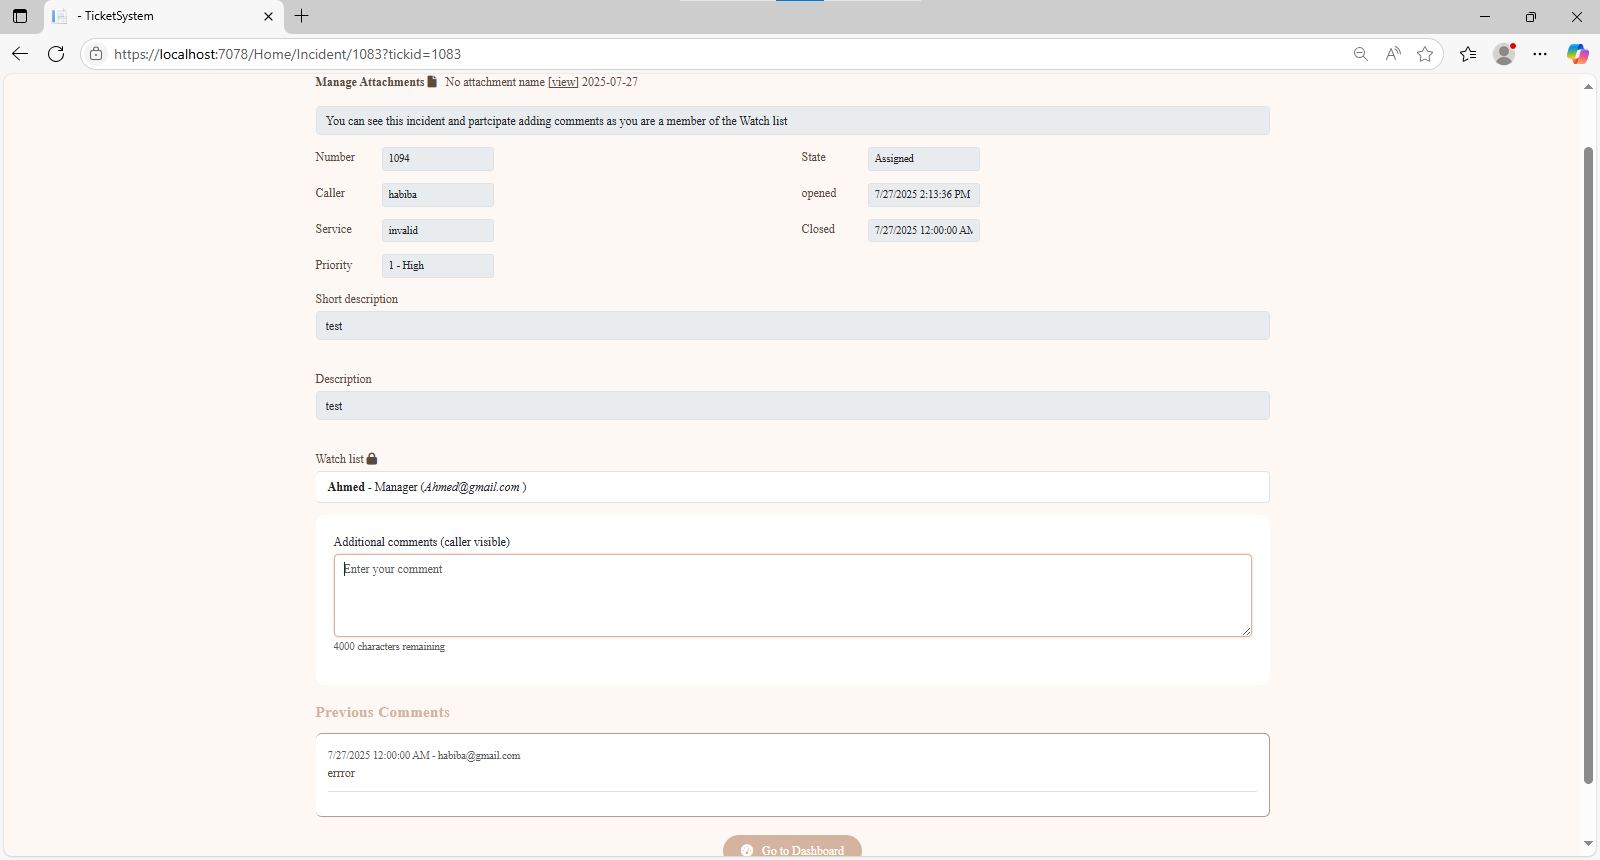 - TicketSystem
https://localhost:7078/Home/Incident/1083?tickid=1083
Manage Attachments No attachment name [view] 2025-07-27
You can see this incident and partcipate adding comments as you are a member of the Watch list
Number 1094 State Assigned
Caller habiba opened 7/27/2025 2:13:36 PM
Service invalid Closed 7/27/2025 12:00:00 AM
Priority 1 - High
Short description
test
Description
test
Watch list
Ahmed - Manager (Ahmed@gmail.com )
Additional comments (caller visible)
Enter your comment
4000 characters remaining
Previous Comments
7/27/2025 12:00:00 AM - habiba@gmail.com
errror
Go to Dashboard